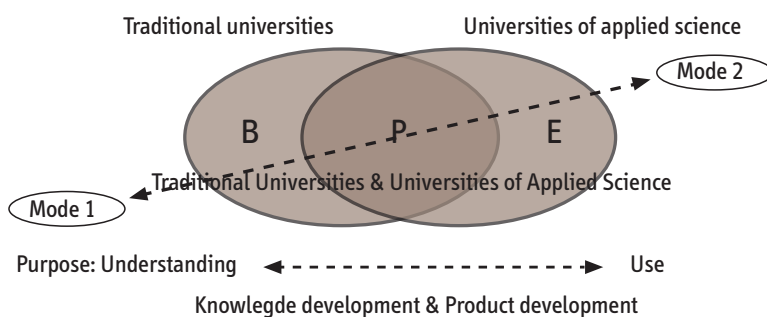 Traditional universities Universities of applied science
Mode 2
B P E
Traditional Universities & Universities of Applied Science
Mode 1
Purpose: Understanding Use
Knowlegde development & Product development